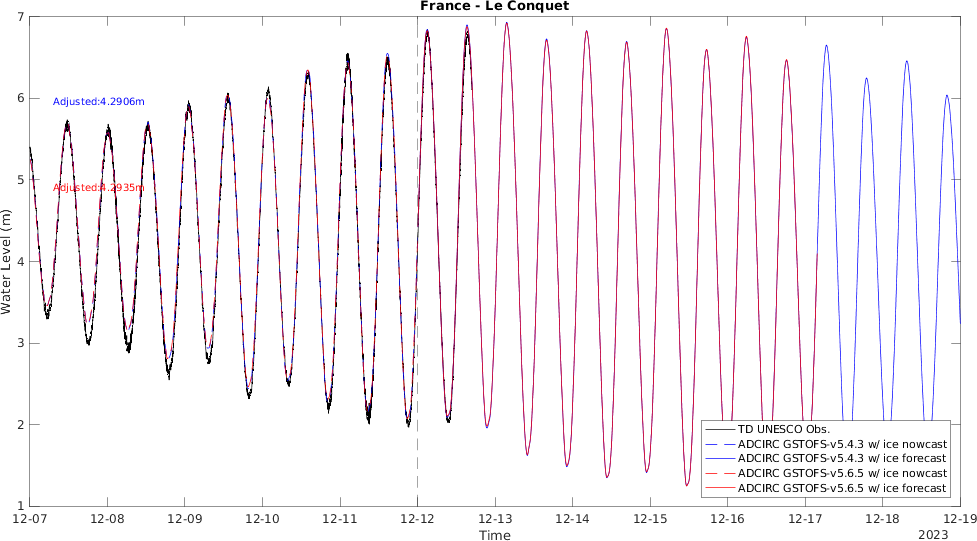 France - Le Conquet
7
6
5
4
3
2
1
Water Level (m)
Adjusted:4.2906m
Adjusted:4.2935m
TD UNESCO Obs.
ADCIRC GSTOFS-v5.4.3 w/ ice nowcast
ADCIRC GSTOFS-v5.4.3 w/ ice forecast
ADCIRC GSTOFS-v5.6.5 w/ ice nowcast
ADCIRC GSTOFS-v5.6.5 w/ ice forecast
12-07 12-08 12-09 12-10 12-11 12-12 12-13 12-14 12-15 12-16 12-17 12-18 12-19
Time
2023